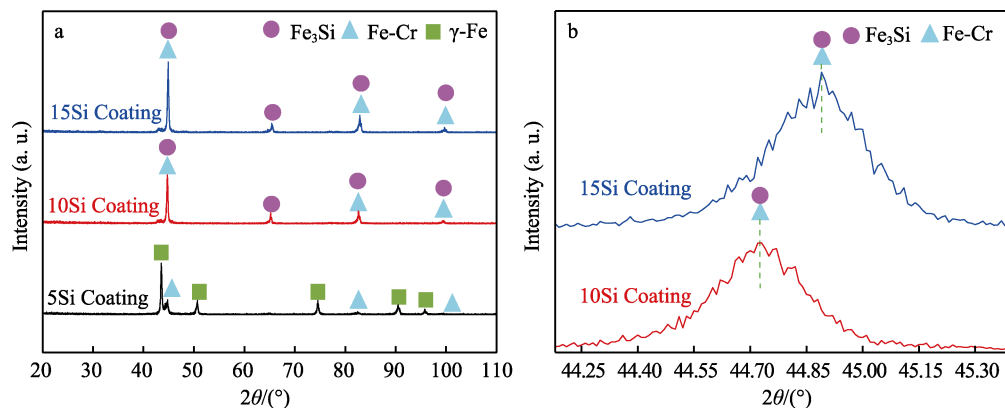 a
Fe₃Si Fe-Cr γ-Fe
15Si Coating
10Si Coating
5Si Coating
Intensity (a. u.)
20 30 40 50 60 70 80 90 100 110
2θ/(°)
b
Fe₃Si Fe-Cr
15Si Coating
10Si Coating
Intensity (a. u.)
44.25 44.40 44.55 44.70 44.85 45.00 45.15 45.30
2θ/(°)